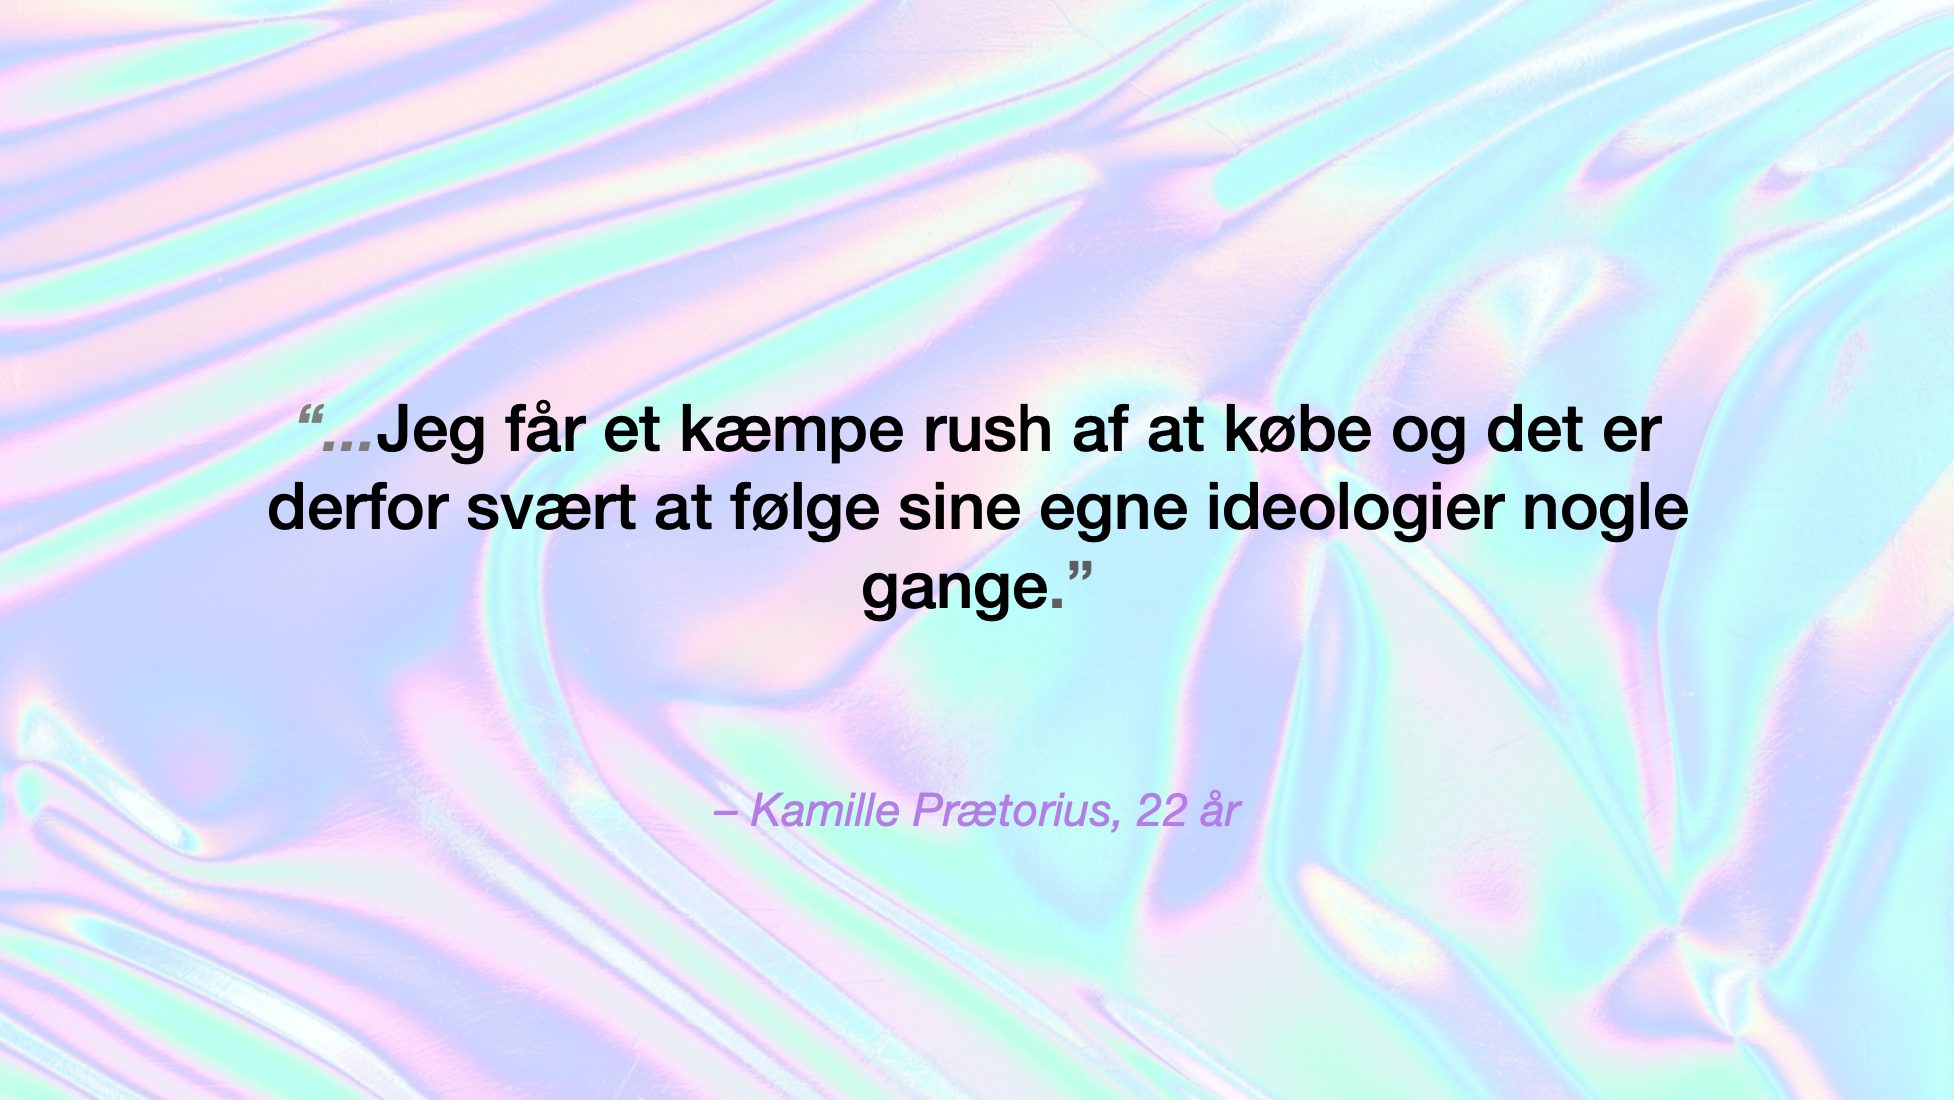 “...Jeg får et kæmpe rush af at købe og det er
derfor svært at følge sine egne ideologier nogle
gange.”
– Kamille Prætorius, 22 år